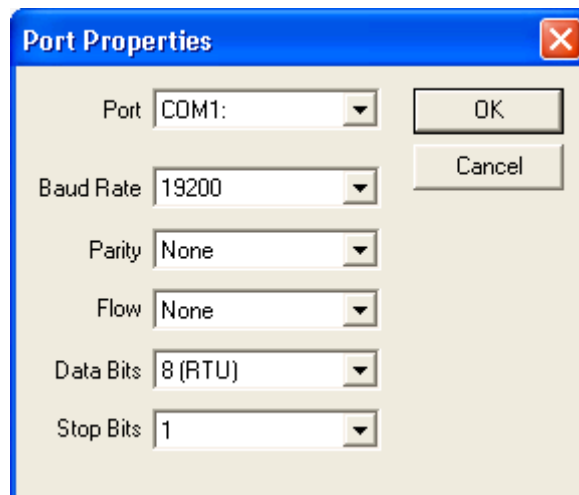 Port Properties
Port COM1: OK
Cancel
Baud Rate 19200
Parity None
Flow None
Data Bits 8 (RTU)
Stop Bits 1